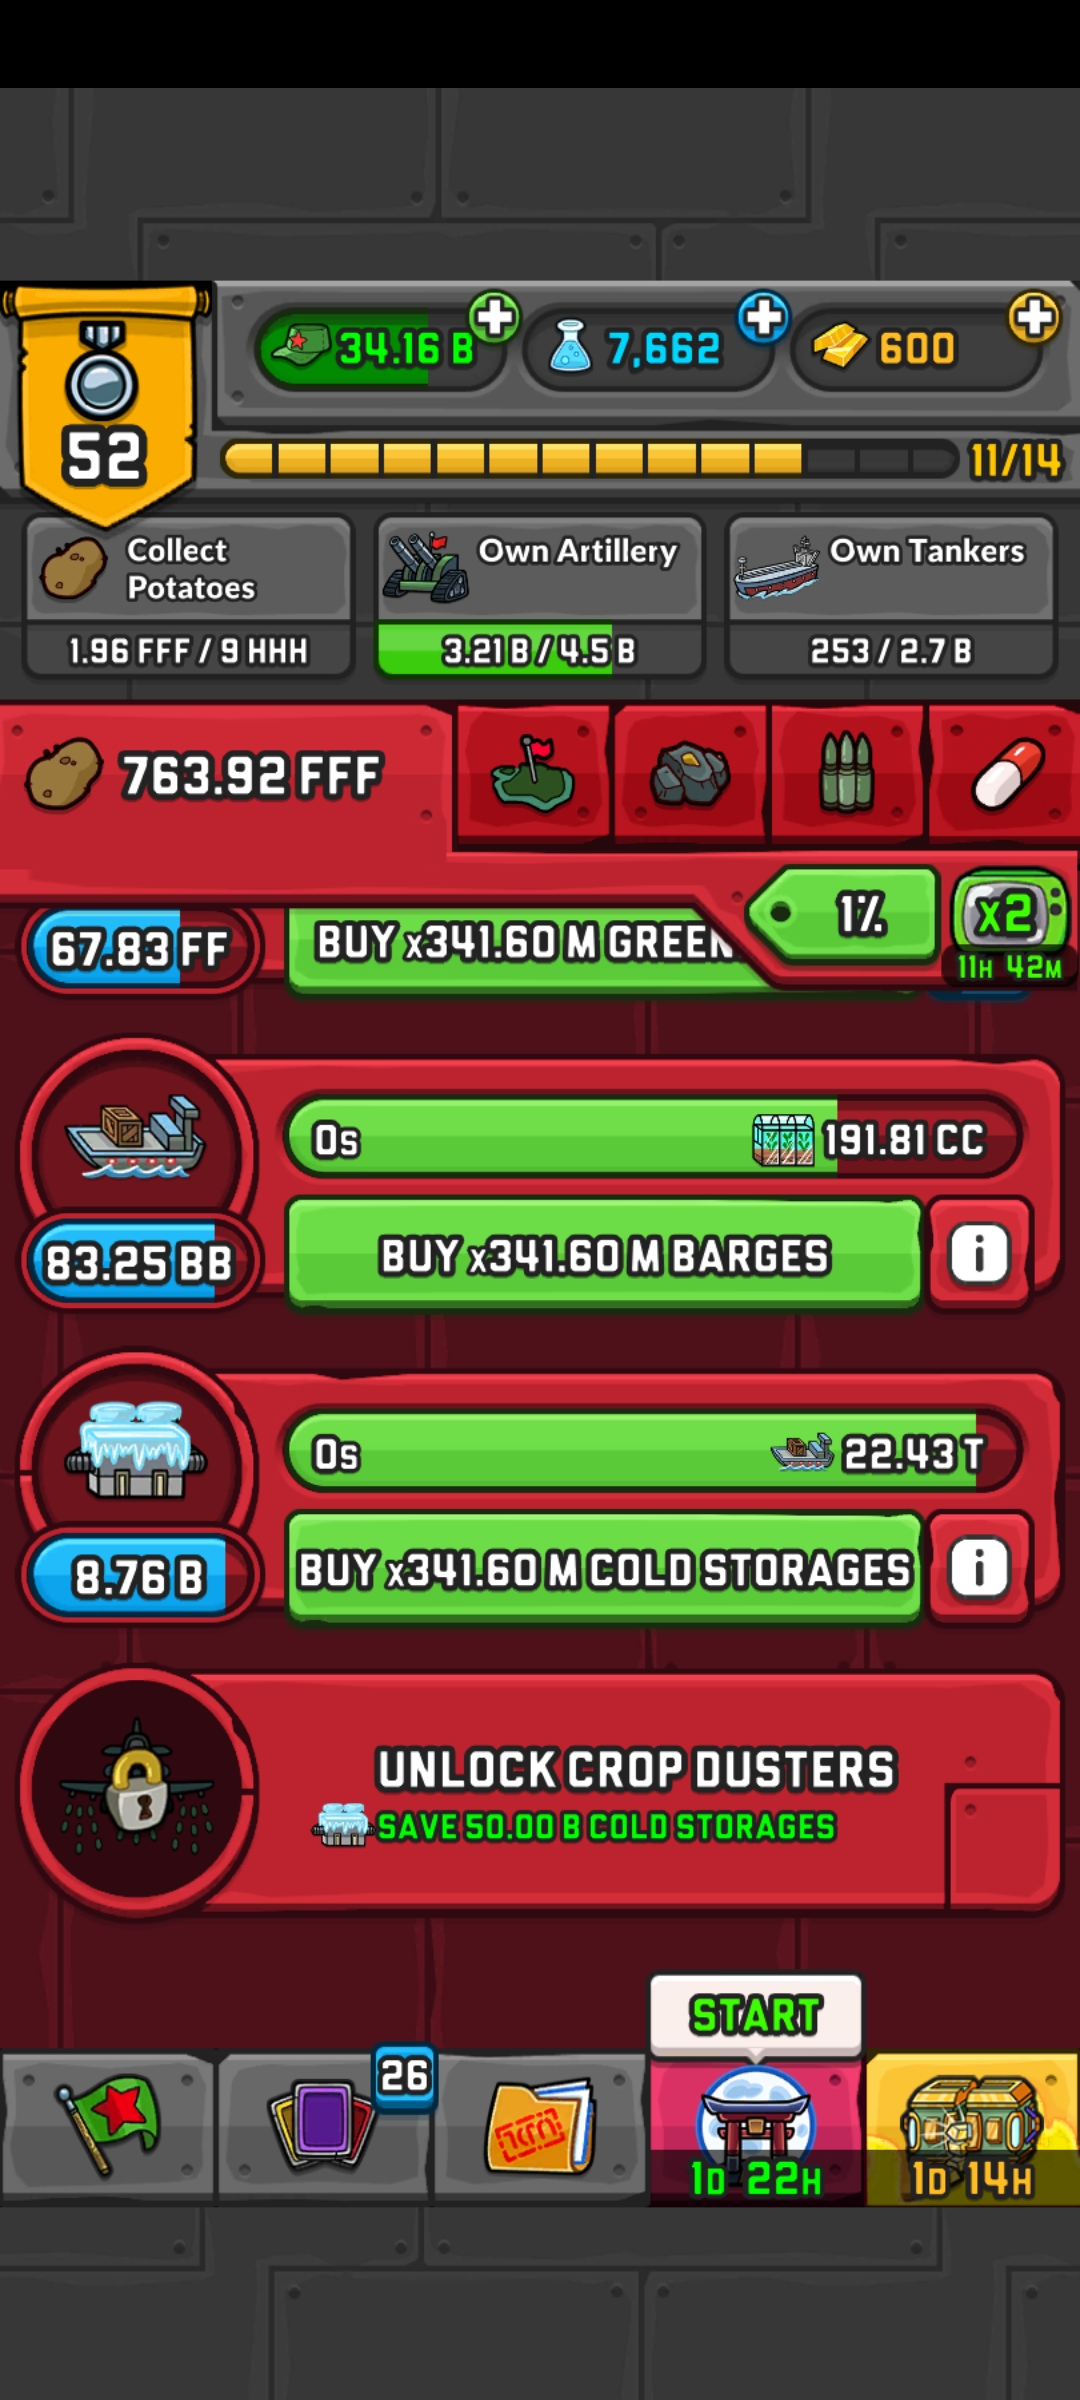 34.16 B
7,662
600
52
11/14
Collect
Potatoes
Own Artillery
Own Tankers
1.96 FFF / 9 HHH
3.21 B / 4.5 B
253 / 2.7 B
763.92 FFF
1%
x2
11H 42M
67.83 FF
BUY x341.60 M GREEN
0s
191.81 CC
83.25 BB
BUY x341.60 M BARGES
i
0s
22.43 T
8.76 B
BUY x341.60 M COLD STORAGES
i
UNLOCK CROP DUSTERS
SAVE 50.00 B COLD STORAGES
START
26
1D 22H
1D 14H